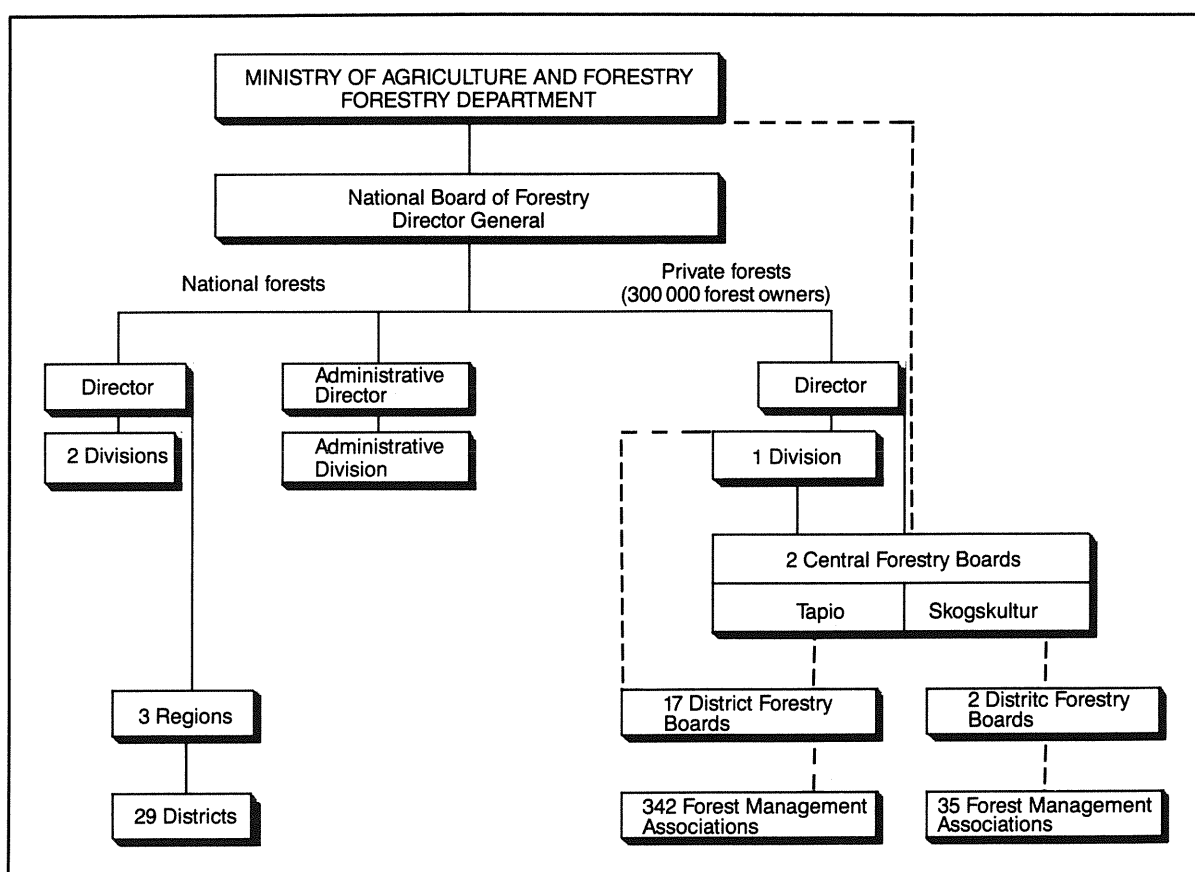 MINISTRY OF AGRICULTURE AND FORESTRY
FORESTRY DEPARTMENT
National Board of Forestry
Director General
National forests
Private forests
(300 000 forest owners)
Director
Administrative
Director
Director
2 Divisions
Administrative
Division
1 Division
2 Central Forestry Boards
Tapio
Skogskultur
3 Regions
17 District Forestry
Boards
2 Distritc Forestry
Boards
29 Districts
342 Forest Management
Associations
35 Forest Management
Associations